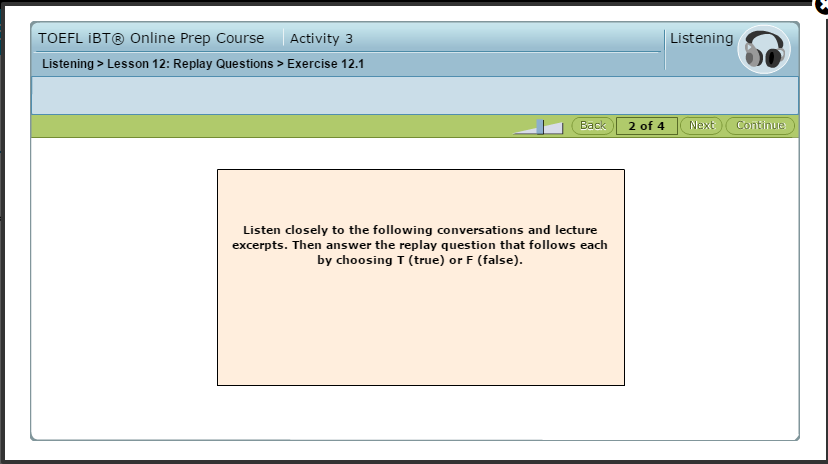 TOEFL iBT® Online Prep Course Activity 3 Listening
Listening > Lesson 12: Replay Questions > Exercise 12.1
Back 2 of 4 Next Continue
Listen closely to the following conversations and lecture
excerpts. Then answer the replay question that follows each
by choosing T (true) or F (false).